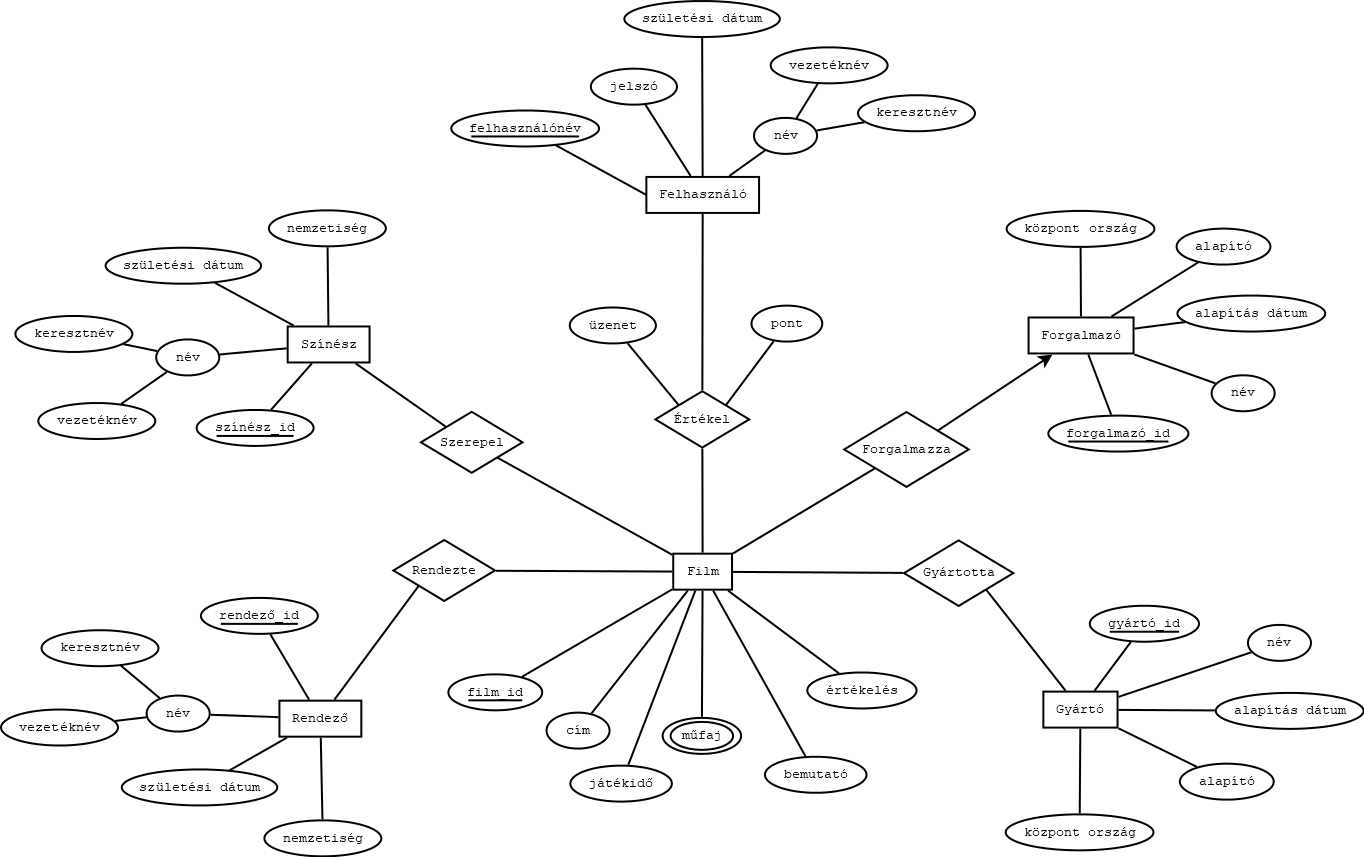 születési dátum
vezetéknév
jelszó
keresztnév
felhasználónév
név
Felhasználó
nemzetiség
központ ország
alapító
születési dátum
alapítás dátum
üzenet
pont
keresztnév
Forgalmazó
Színész
név
név
vezetéknév
színész_id
Értékel
forgalmazó_id
Szerepel
Forgalmazza
Rendezte
Film
Gyártotta
rendező_id
gyártó_id
név
keresztnév
film_id
értékelés
Gyártó
alapítás dátum
név
Rendező
vezetéknév
cím
műfaj
bemutató
alapító
játékidő
születési dátum
központ ország
nemzetiség